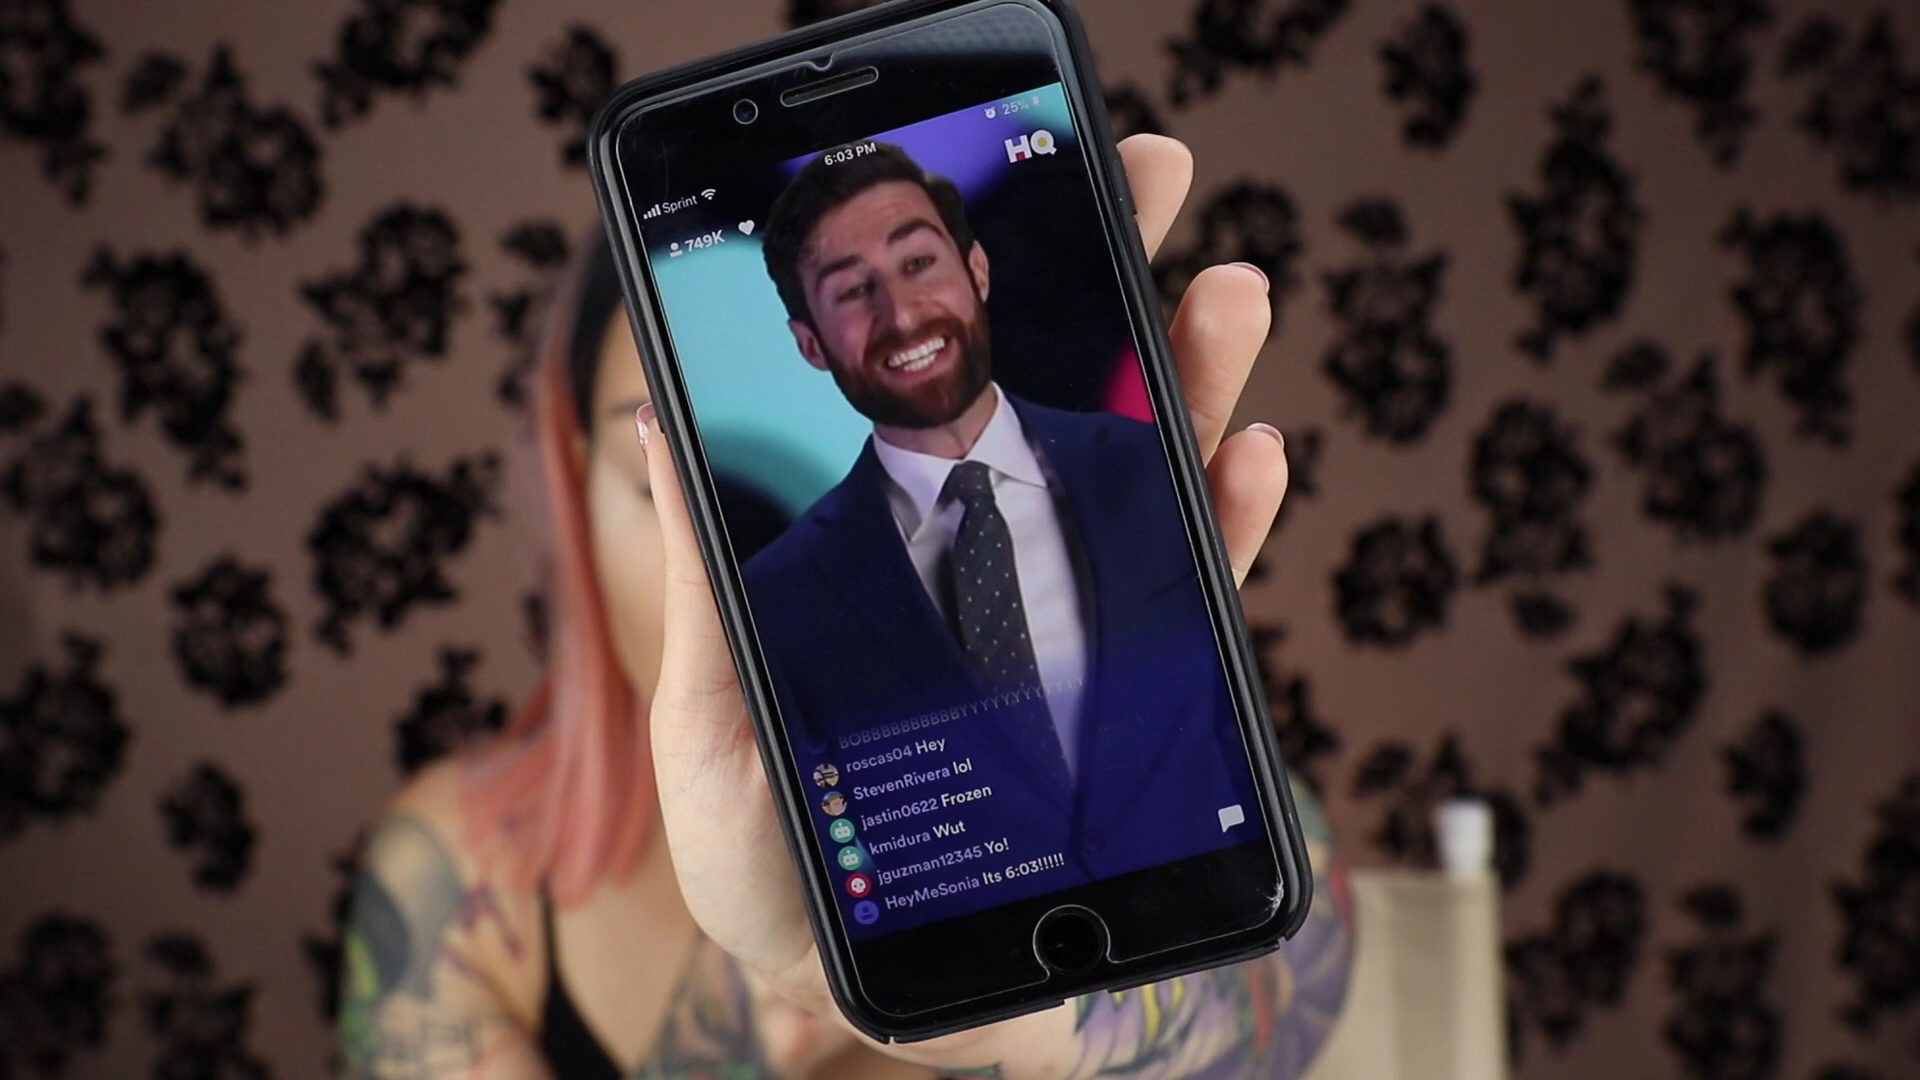 25%
6:03 PM
HQ
Sprint
749K
BOBBBBBBBBBBYYYYYYYYYYYYY
roscas04 Hey
StevenRivera lol
jastin0622 Frozen
kmidura Wut
jguzman12345 Yo!
HeyMeSonia Its 6:03!!!!!